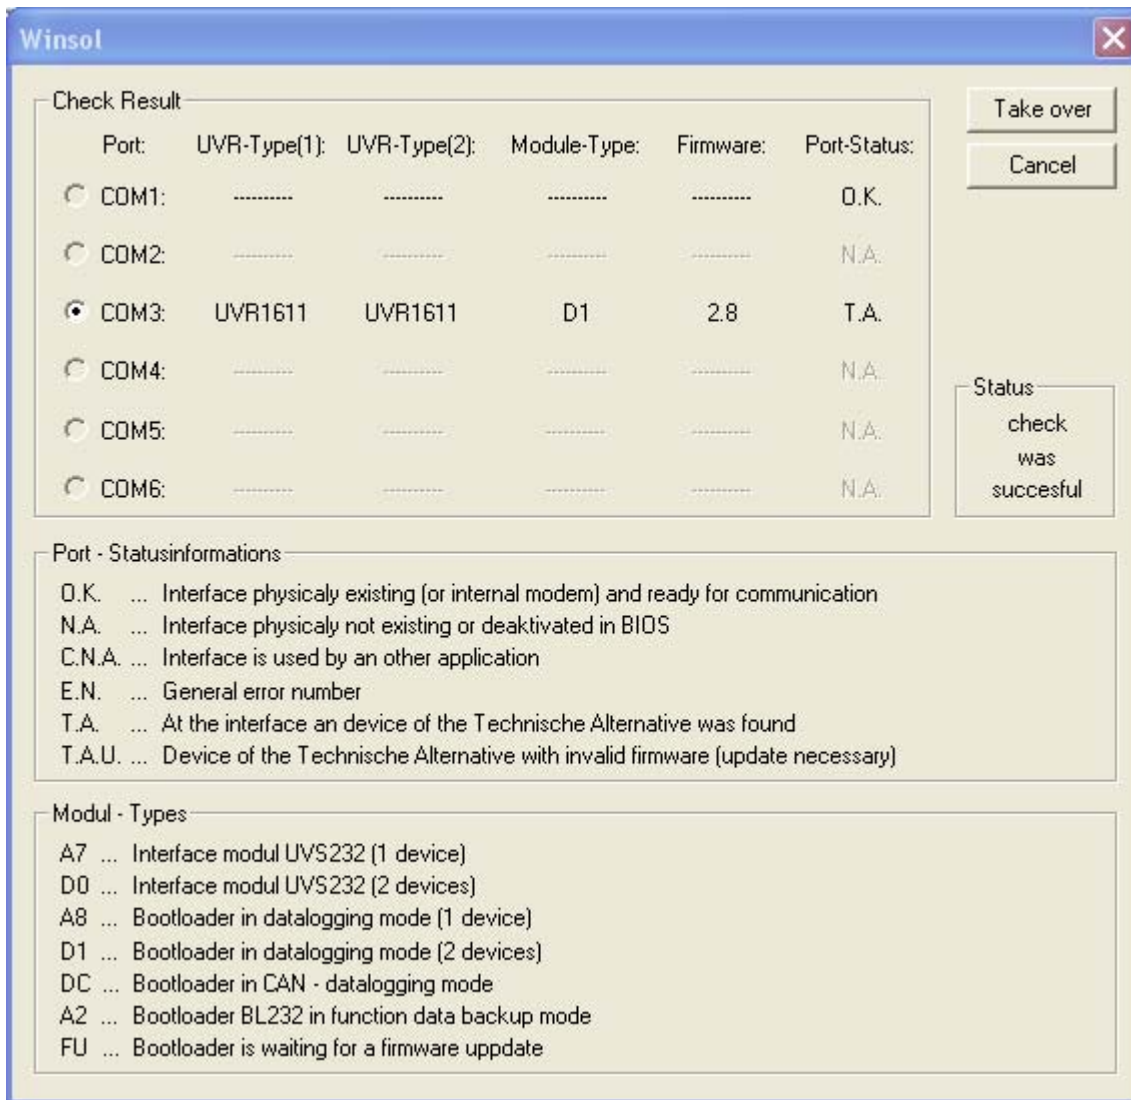 Winsol
Check Result
Port: UVR-Type(1): UVR-Type(2): Module-Type: Firmware: Port-Status:
COM1: ---------- ---------- ---------- ---------- O.K.
COM2: ---------- ---------- ---------- ---------- N.A.
COM3: UVR1611 UVR1611 D1 2.8 T.A.
COM4: ---------- ---------- ---------- ---------- N.A.
COM5: ---------- ---------- ---------- ---------- N.A.
COM6: ---------- ---------- ---------- ---------- N.A.
Take over
Cancel
Status
check
was
succesful
Port - Statusinformations
O.K. ... Interface physicaly existing (or internal modem) and ready for communication
N.A. ... Interface physicaly not existing or deaktivated in BIOS
C.N.A. ... Interface is used by an other application
E.N. ... General error number
T.A. ... At the interface an device of the Technische Alternative was found
T.A.U. ... Device of the Technische Alternative with invalid firmware (update necessary)
Modul - Types
A7 ... Interface modul UVS232 (1 device)
D0 ... Interface modul UVS232 (2 devices)
A8 ... Bootloader in datalogging mode (1 device)
D1 ... Bootloader in datalogging mode (2 devices)
DC ... Bootloader in CAN - datalogging mode
A2 ... Bootloader BL232 in function data backup mode
FU ... Bootloader is waiting for a firmware uppdate